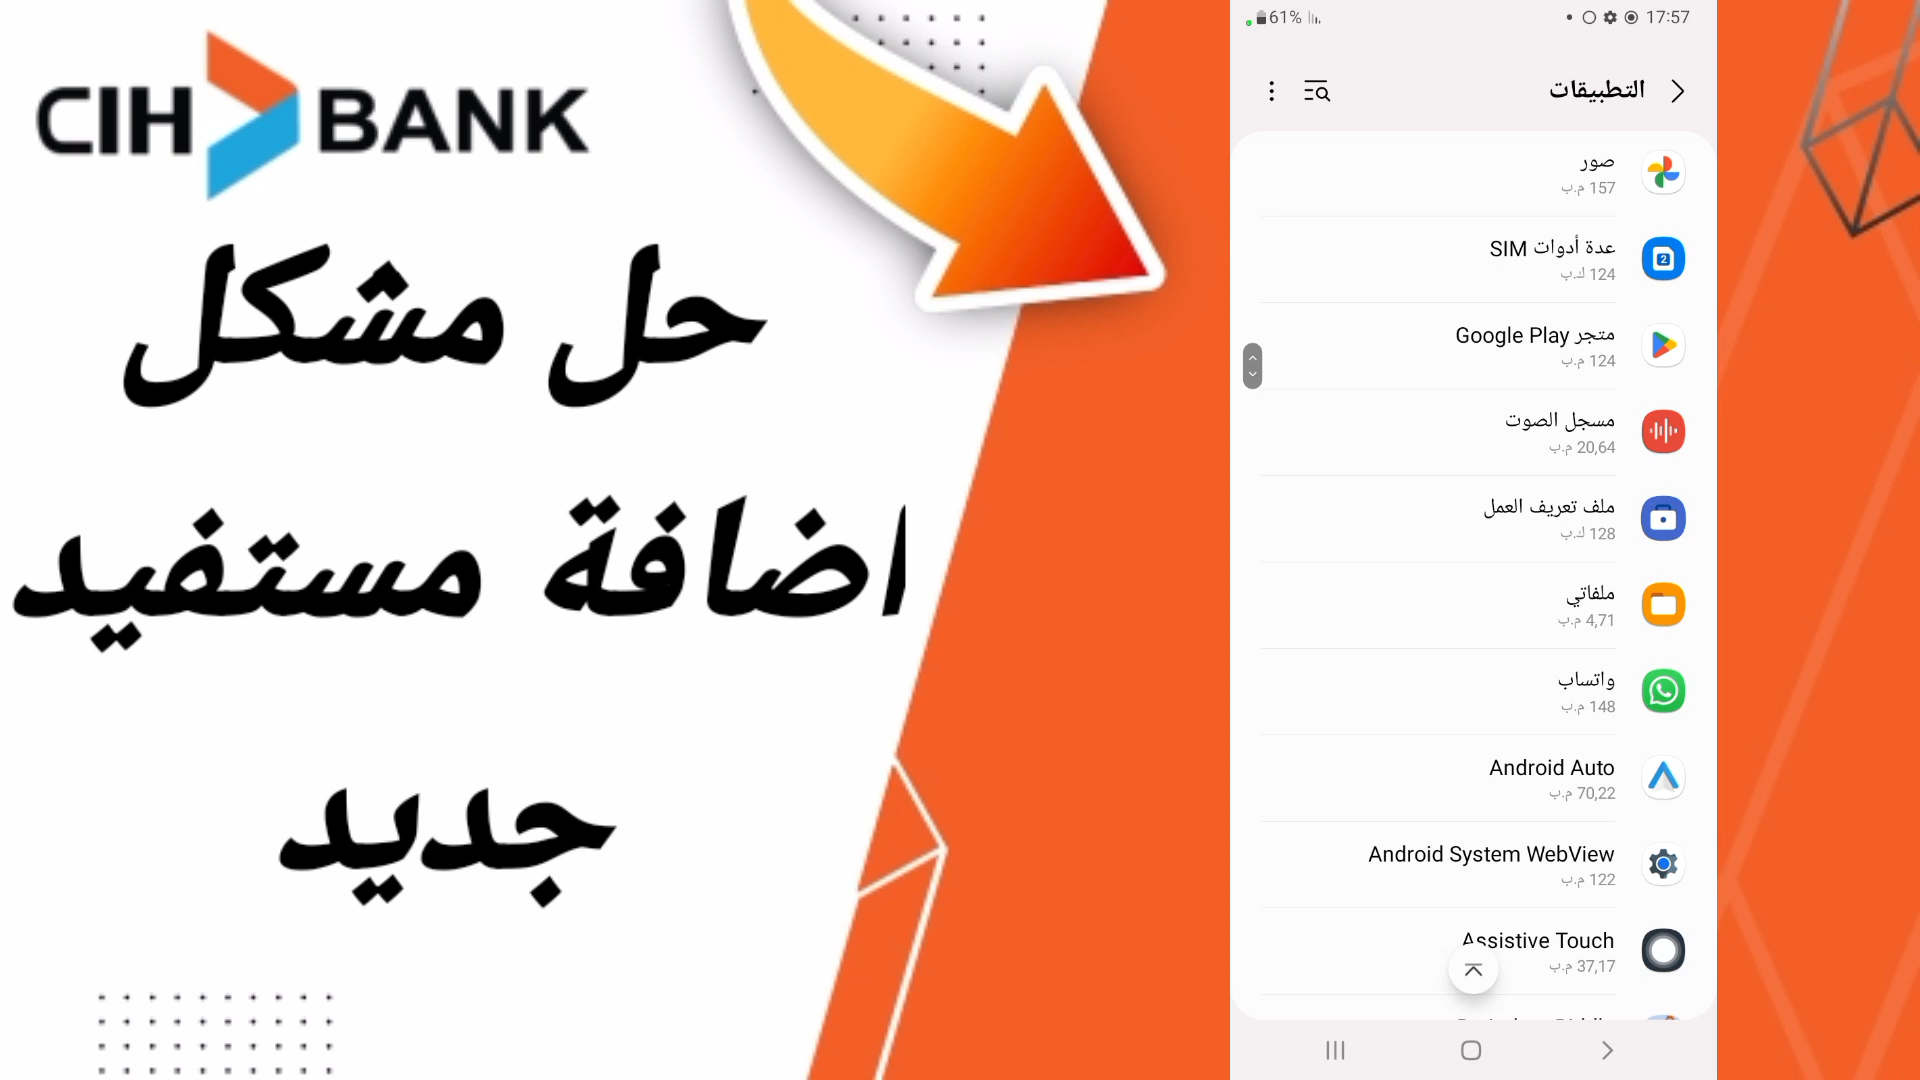 CIH BANK
حل مشكل
اضافة مستفيد
جديد
61%
17:57
التطبيقات
صور
157 م.ب
عدة أدوات SIM
124 ك.ب
متجر Google Play
124 م.ب
مسجل الصوت
20,64 م.ب
ملف تعريف العمل
128 ك.ب
ملفاتي
4,71 م.ب
واتساب
148 م.ب
Android Auto
70,22 م.ب
Android System WebView
122 م.ب
Assistive Touch
37,17 م.ب